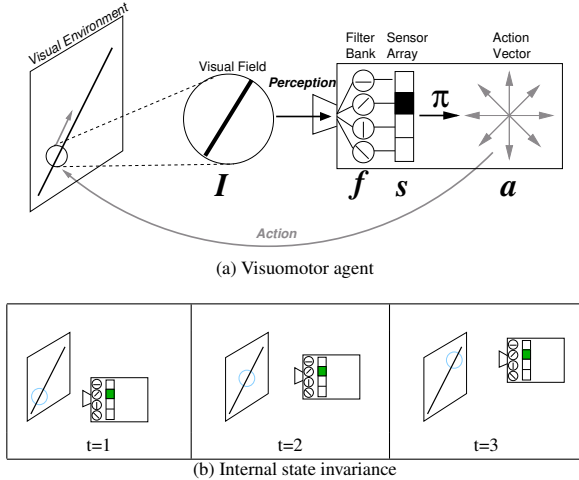 Visual Environment
Visual Field
Perception
Filter
Bank
Sensor
Array
Action
Vector
π
I
f
s
a
Action
(a) Visuomotor agent
t=1
t=2
t=3
(b) Internal state invariance